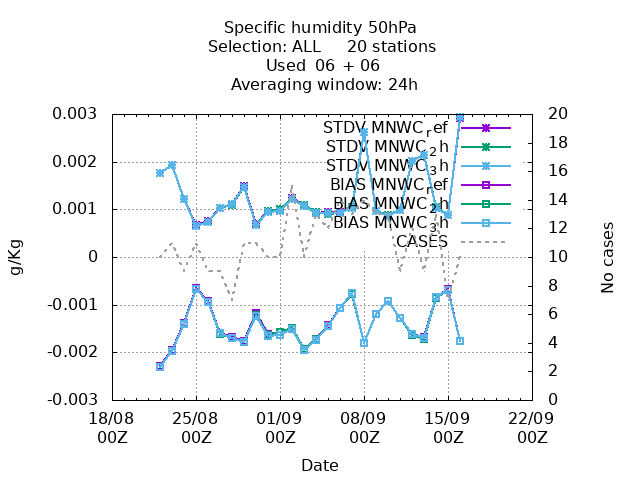 Specific humidity 50hPa
Selection: ALL 20 stations
Used 06 + 06
Averaging window: 24h
0.003
0.002
0.001
0
-0.001
-0.002
-0.003
g/Kg
STDV MNWC_ref
STDV MNWC_2h
STDV MNWC_3h
BIAS MNWC_ref
BIAS MNWC_2h
BIAS MNWC_3h
CASES
20
18
16
14
12
10
8
6
4
2
0
No cases
18/08 25/08 01/09 08/09 15/09 22/09
00Z 00Z 00Z 00Z 00Z 00Z
Date